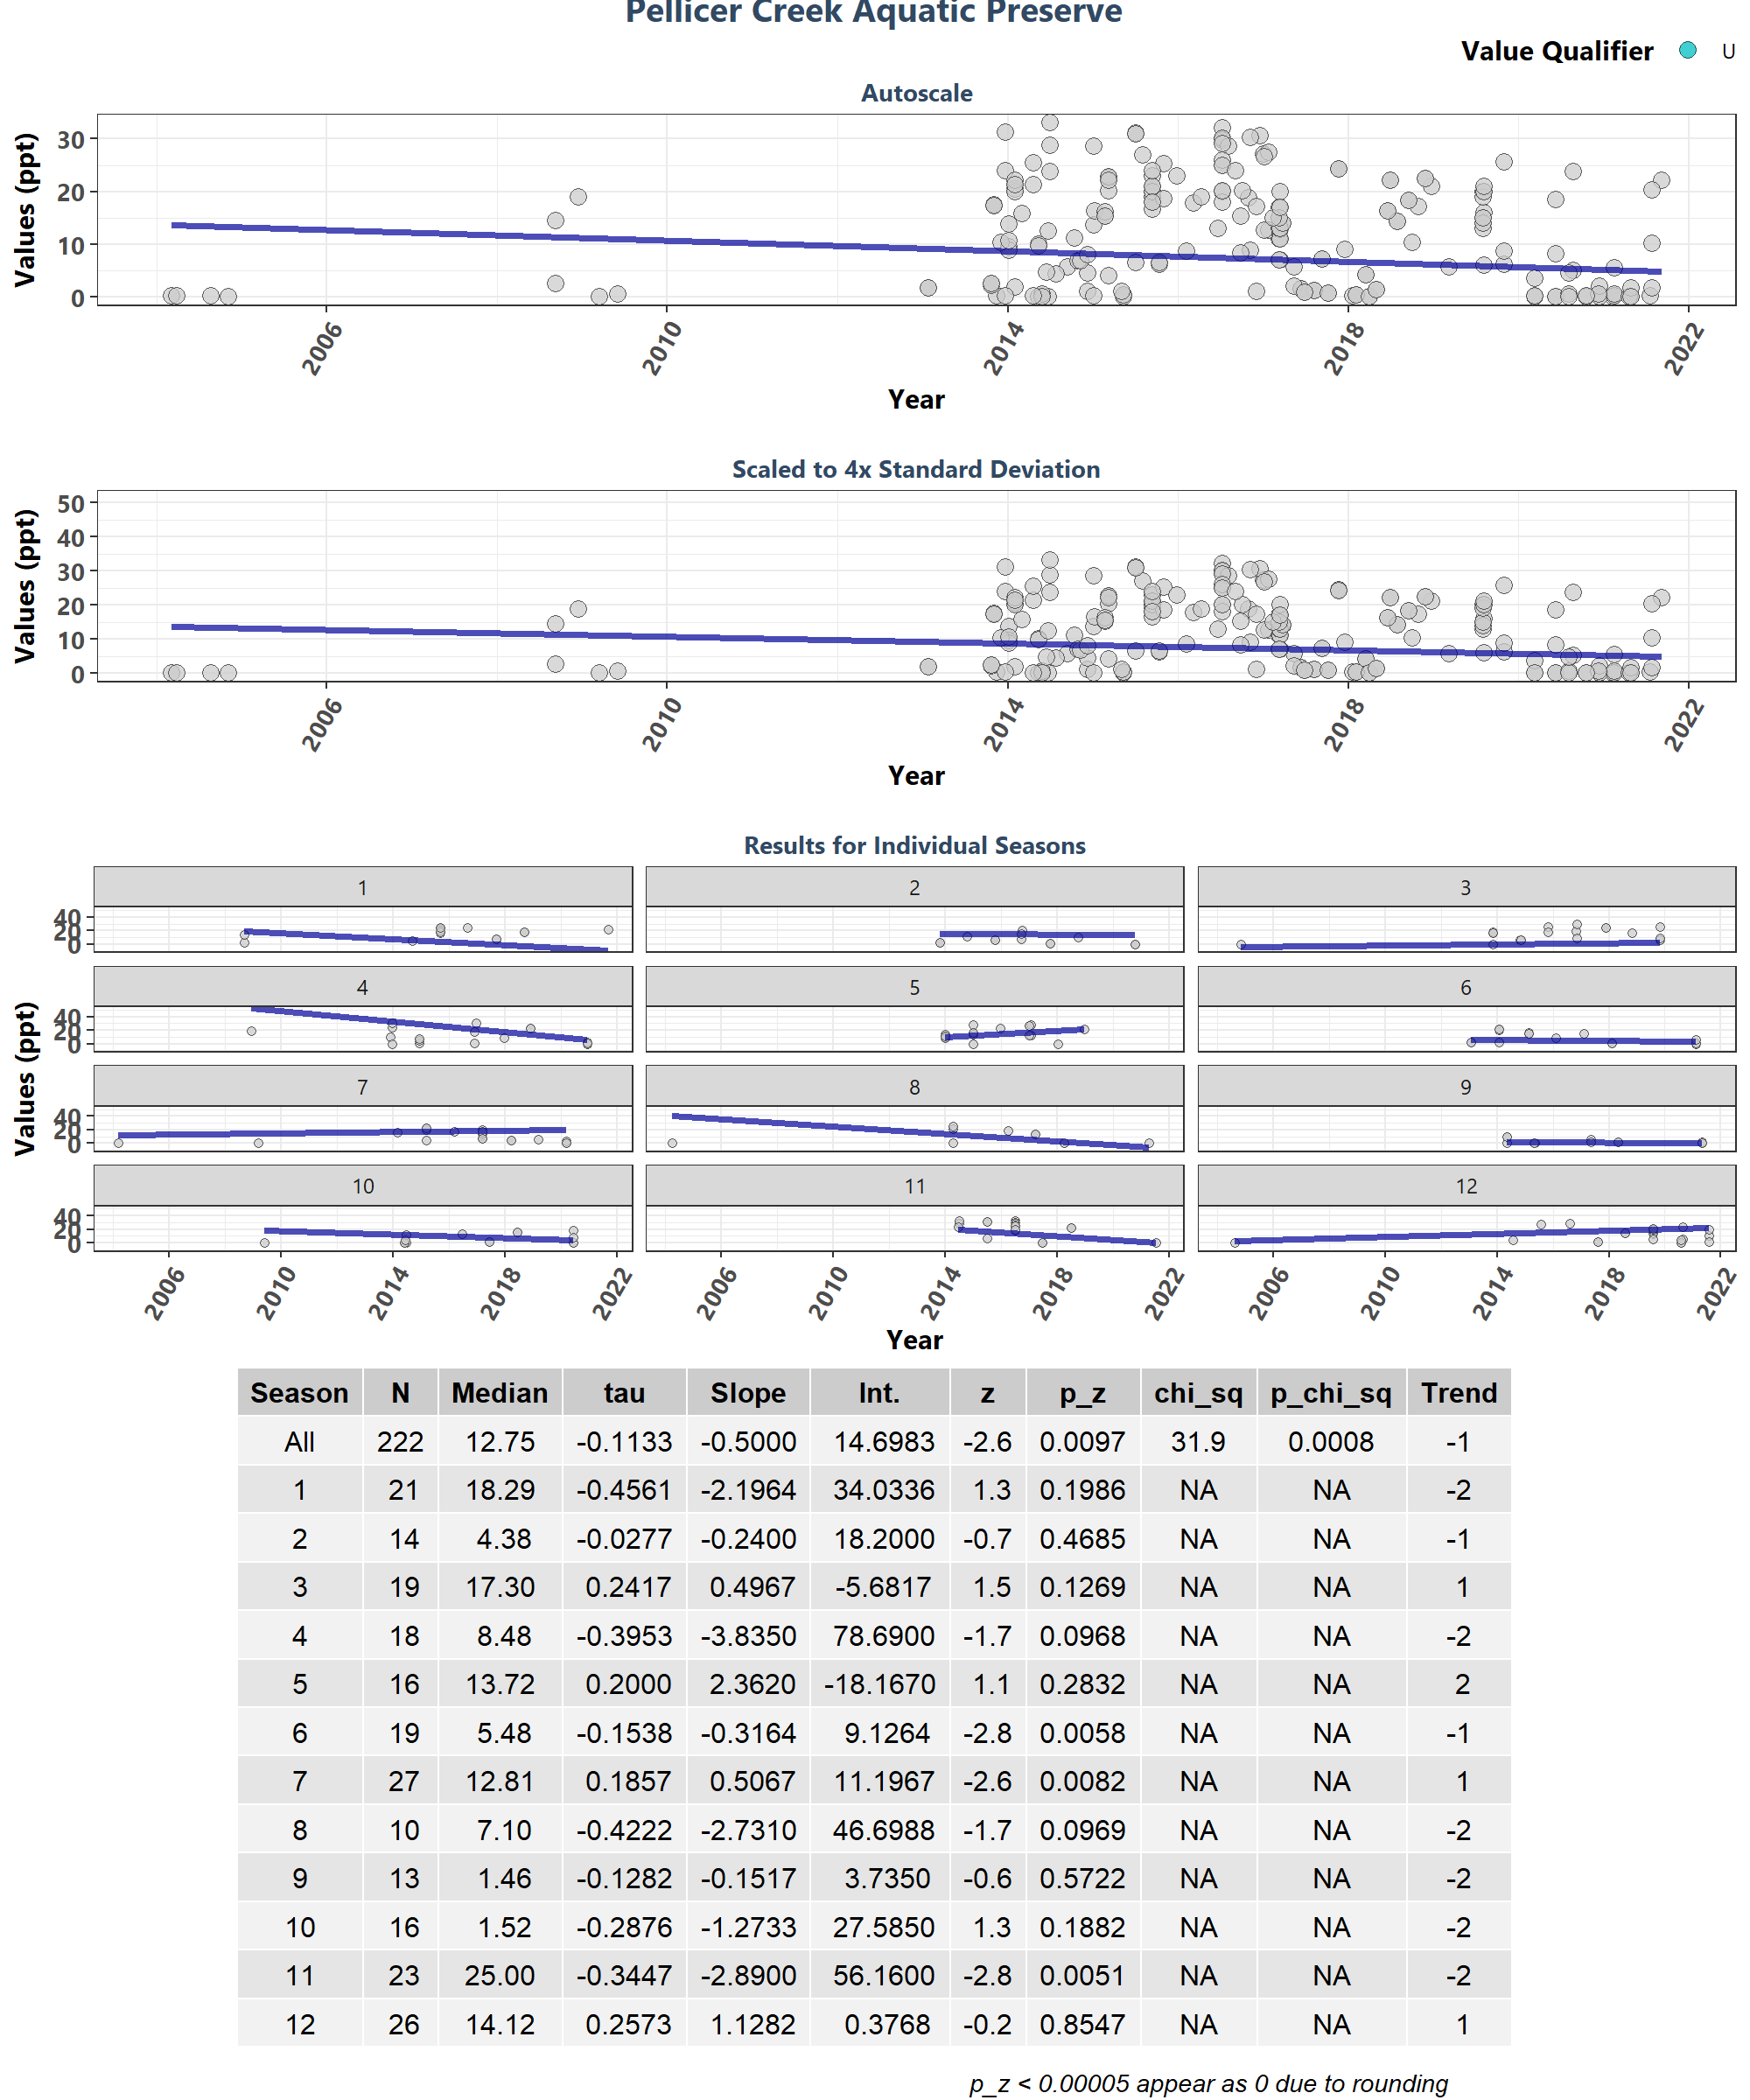 Pellicer Creek Aquatic Preserve
Value Qualifier U
Autoscale
Values (ppt)
30
20
10
0
2006 2010 2014 2018 2022
Year
Scaled to 4x Standard Deviation
Values (ppt)
50
40
30
20
10
0
2006 2010 2014 2018 2022
Year
Results for Individual Seasons
Values (ppt)
1 2 3
40
20
0
4 5 6
40
20
0
7 8 9
40
20
0
10 11 12
40
20
0
2006 2010 2014 2018 2022 2006 2010 2014 2018 2022 2006 2010 2014 2018 2022
Year
Season N Median tau Slope Int. z p_z chi_sq p_chi_sq Trend
All 222 12.75 -0.1133 -0.5000 14.6983 -2.6 0.0097 31.9 0.0008 -1
1 21 18.29 -0.4561 -2.1964 34.0336 1.3 0.1986 NA NA -2
2 14 4.38 -0.0277 -0.2400 18.2000 -0.7 0.4685 NA NA -1
3 19 17.30 0.2417 0.4967 -5.6817 1.5 0.1269 NA NA 1
4 18 8.48 -0.3953 -3.8350 78.6900 -1.7 0.0968 NA NA -2
5 16 13.72 0.2000 2.3620 -18.1670 1.1 0.2832 NA NA 2
6 19 5.48 -0.1538 -0.3164 9.1264 -2.8 0.0058 NA NA -1
7 27 12.81 0.1857 0.5067 11.1967 -2.6 0.0082 NA NA 1
8 10 7.10 -0.4222 -2.7310 46.6988 -1.7 0.0969 NA NA -2
9 13 1.46 -0.1282 -0.1517 3.7350 -0.6 0.5722 NA NA -2
10 16 1.52 -0.2876 -1.2733 27.5850 1.3 0.1882 NA NA -2
11 23 25.00 -0.3447 -2.8900 56.1600 -2.8 0.0051 NA NA -2
12 26 14.12 0.2573 1.1282 0.3768 -0.2 0.8547 NA NA 1
p_z < 0.00005 appear as 0 due to rounding